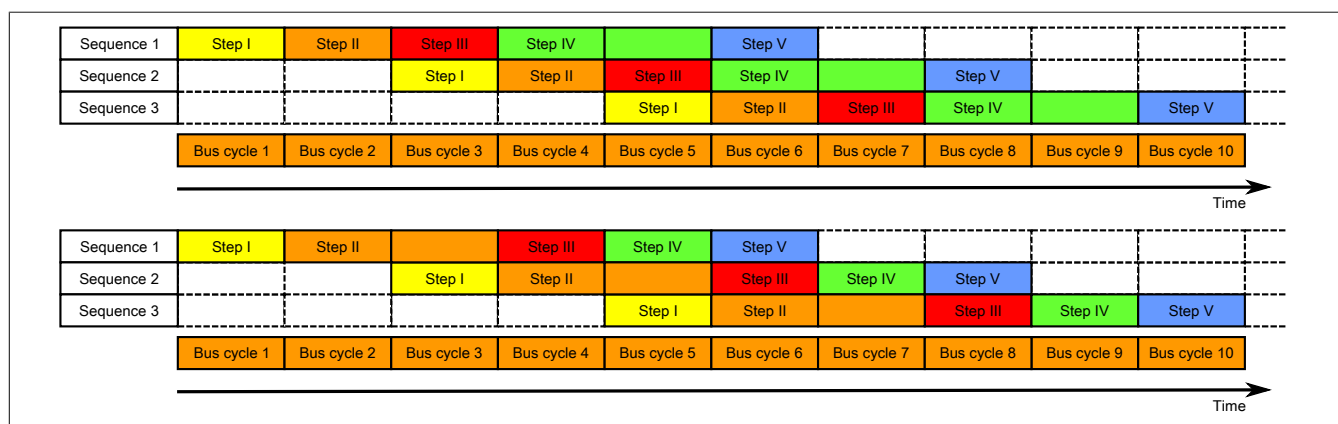 Sequence 1 Step I Step II Step III Step IV Step V
Sequence 2 Step I Step II Step III Step IV Step V
Sequence 3 Step I Step II Step III Step IV Step V
Bus cycle 1 Bus cycle 2 Bus cycle 3 Bus cycle 4 Bus cycle 5 Bus cycle 6 Bus cycle 7 Bus cycle 8 Bus cycle 9 Bus cycle 10
Time
Sequence 1 Step I Step II Step III Step IV Step V
Sequence 2 Step I Step II Step III Step IV Step V
Sequence 3 Step I Step II Step III Step IV Step V
Bus cycle 1 Bus cycle 2 Bus cycle 3 Bus cycle 4 Bus cycle 5 Bus cycle 6 Bus cycle 7 Bus cycle 8 Bus cycle 9 Bus cycle 10
Time